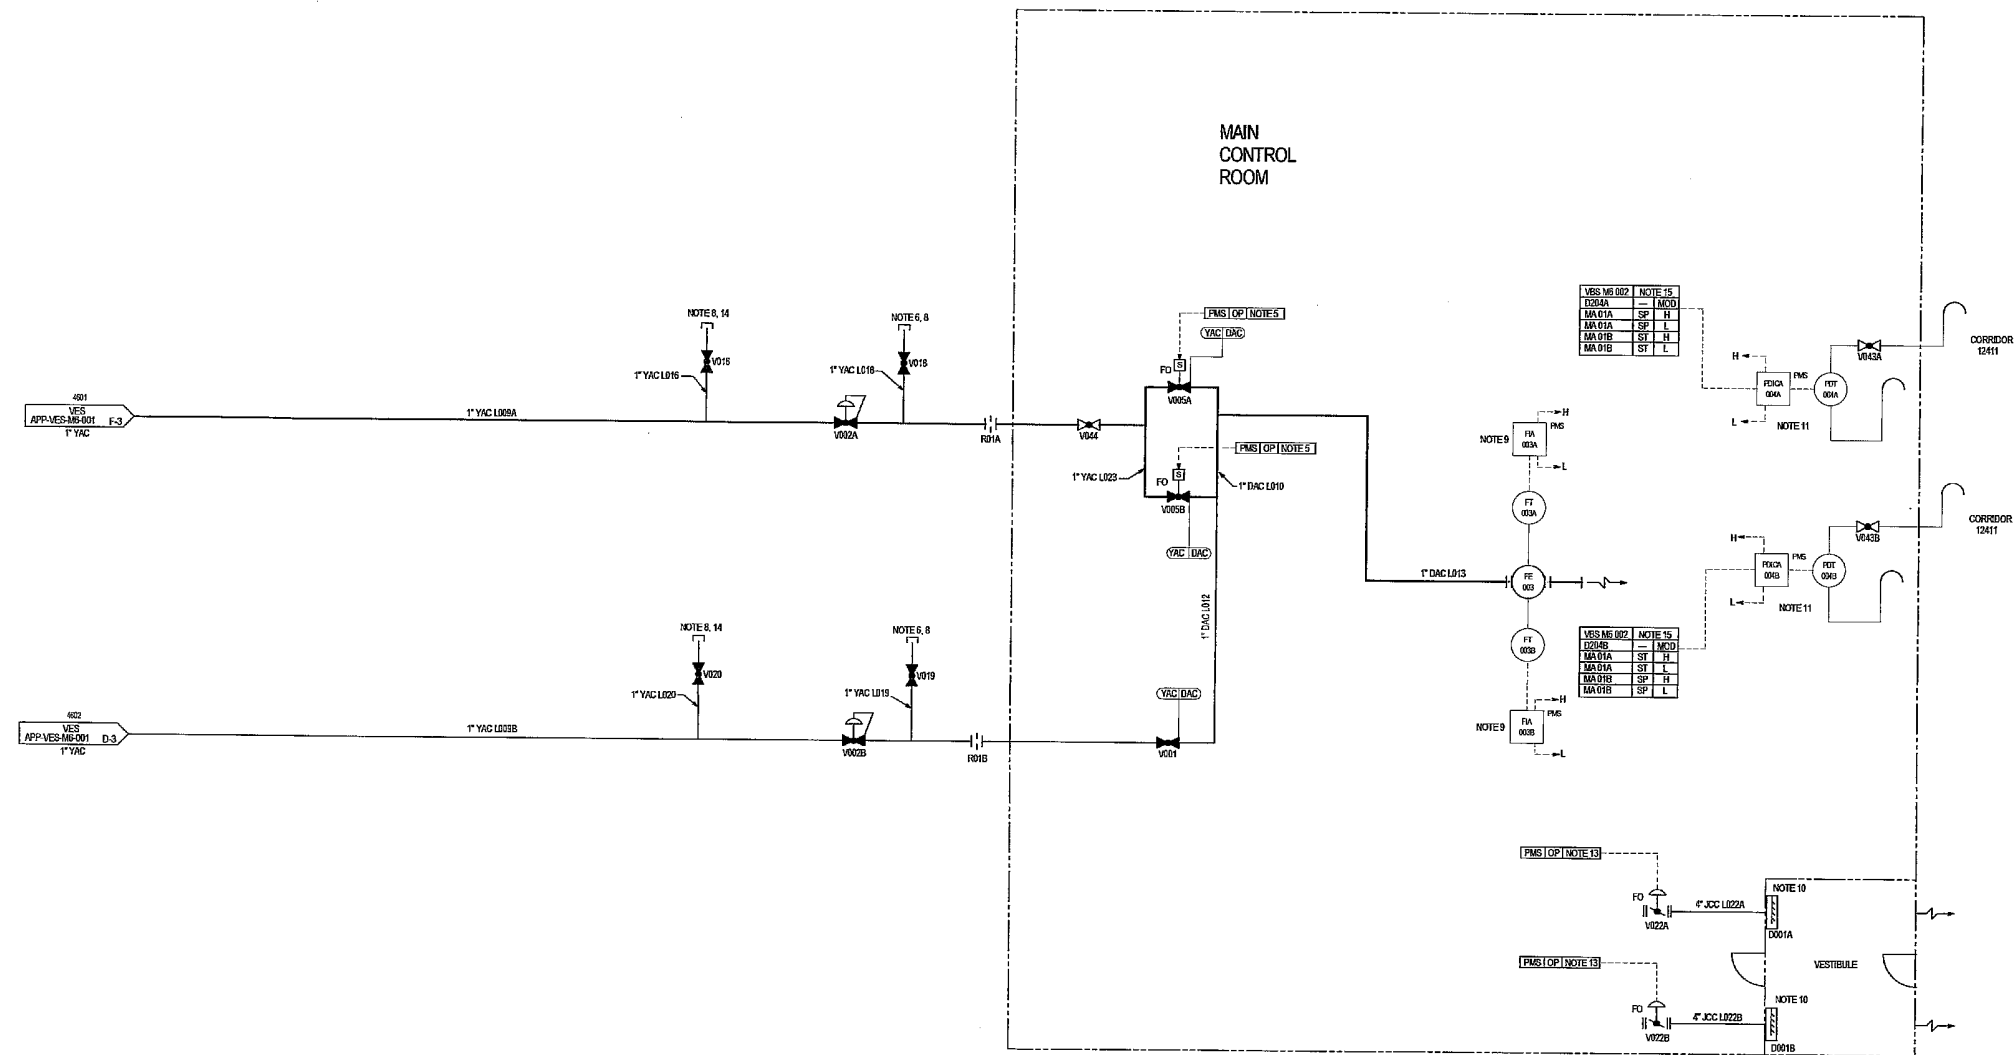 MAIN
CONTROL
ROOM
NOTE 8, 14
V016
1" YAC L016
NOTE 6, 8
V018
1" YAC L018
4601
VES
APP-VES-M6-001 F-3
1" YAC
1" YAC L009A
V002A
R01A
V044
PMS OP NOTE 5
YAC DAC
FO
S
V005A
PMS OP NOTE 5
S
FO
V005B
1" YAC L023
1" DAC L010
YAC DAC
1" DAC L012
1" DAC L013
VBS M6 002 NOTE 15
D204A — MOD
MA 01A SP H
MA 01A SP L
MA 01B ST H
MA 01B ST L
H
PDICA
004A
PMS
L
NOTE 11
PDT
004A
V043A
CORRIDOR
12411
NOTE 9
FIA
003A
PMS
H
L
FT
003A
FE
003
FT
003B
NOTE 9
FIA
003B
PMS
H
L
H
PDICA
004B
PMS
L
NOTE 11
PDT
004B
V043B
CORRIDOR
12411
VBS M6 002 NOTE 15
D204B — MOD
MA 01A ST H
MA 01A ST L
MA 01B SP H
MA 01B SP L
NOTE 8, 14
V020
1" YAC L020
NOTE 6, 8
V019
1" YAC L019
4602
VES
APP-VES-M6-001 D-3
1" YAC
1" YAC L009B
V002B
R01B
YAC DAC
V001
PMS OP NOTE 13
FO
V022A
4" JCC L022A
NOTE 10
D001A
VESTIBULE
PMS OP NOTE 13
FO
V022B
4" JCC L022B
NOTE 10
D001B